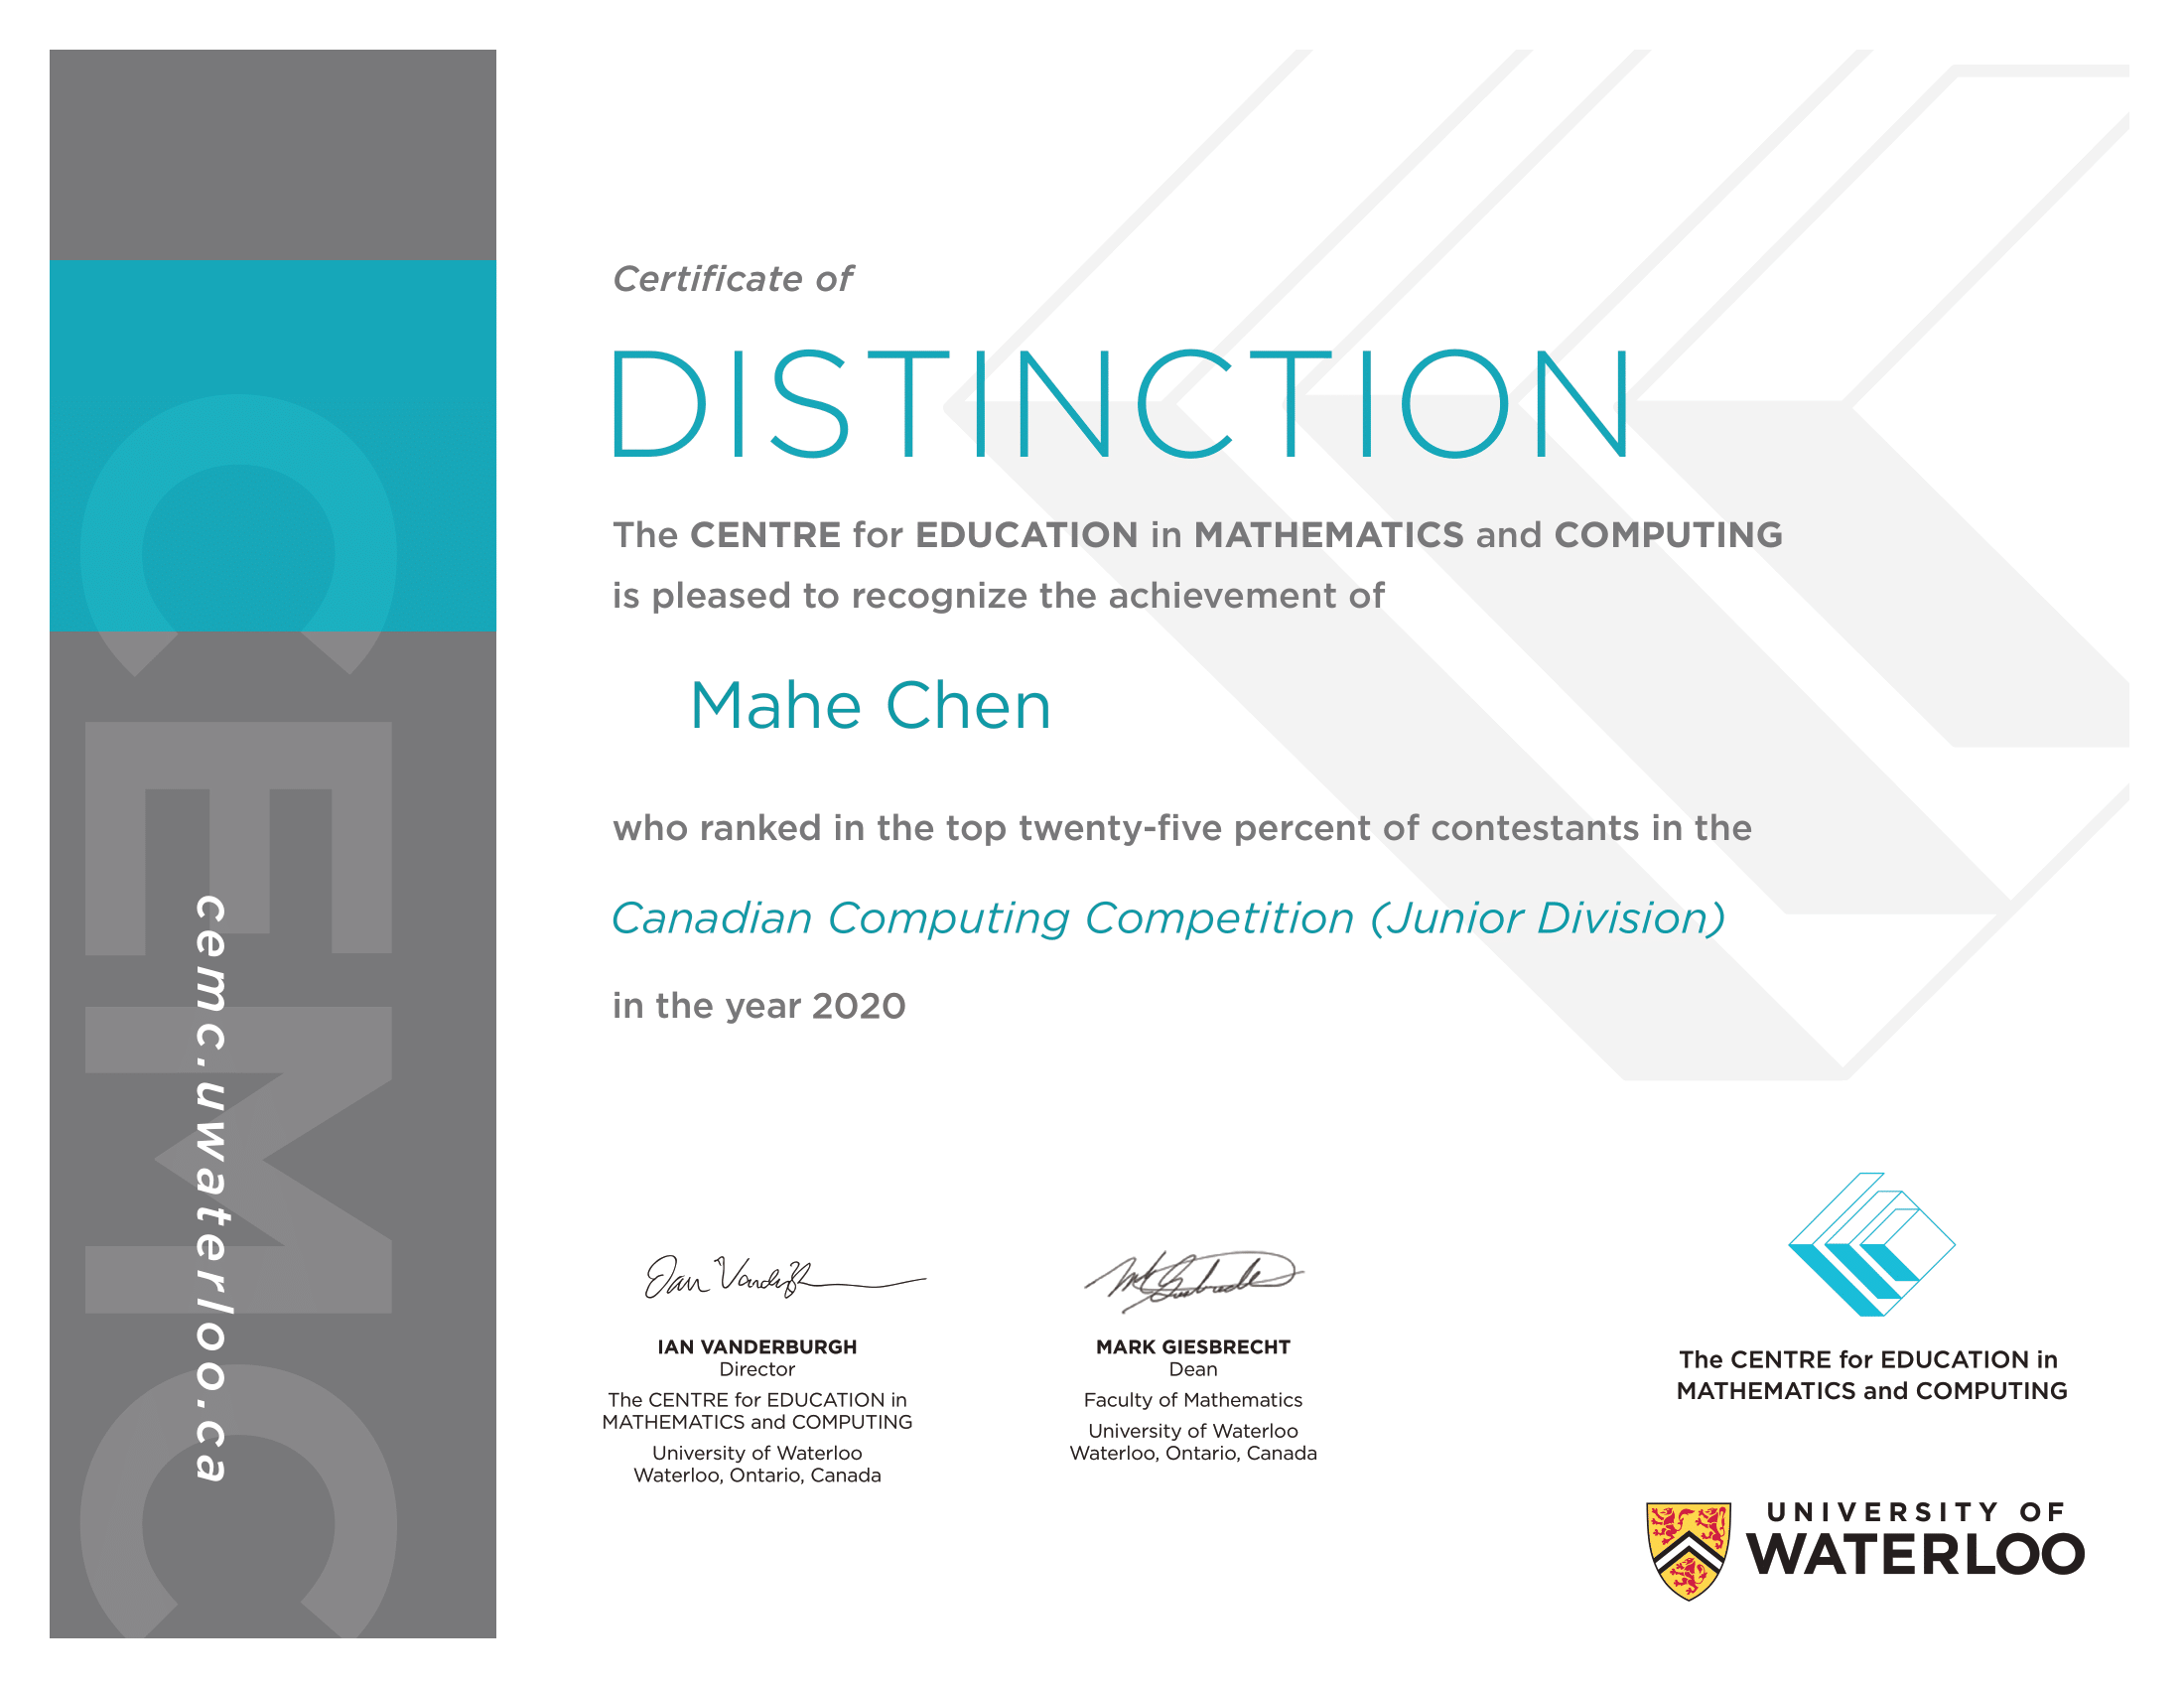 CEMC
cemc.uwaterloo.ca
Certificate of
DISTINCTION
The CENTRE for EDUCATION in MATHEMATICS and COMPUTING
is pleased to recognize the achievement of
Mahe Chen
who ranked in the top twenty-five percent of contestants in the
Canadian Computing Competition (Junior Division)
in the year 2020
Ian Vanderburgh
IAN VANDERBURGH
Director
The CENTRE for EDUCATION in
MATHEMATICS and COMPUTING
University of Waterloo
Waterloo, Ontario, Canada
MARK GIESBRECHT
Dean
Faculty of Mathematics
University of Waterloo
Waterloo, Ontario, Canada
The CENTRE for EDUCATION in
MATHEMATICS and COMPUTING
UNIVERSITY OF
WATERLOO